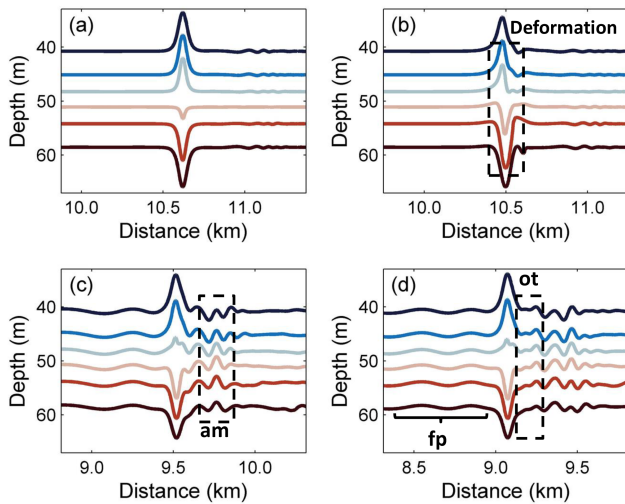 (a)
40
50
60
Depth (m)
10.0
10.5
11.0
Distance (km)
(b)
Deformation
40
50
60
Depth (m)
10.0
10.5
11.0
Distance (km)
(c)
40
50
60
Depth (m)
am
9.0
9.5
10.0
Distance (km)
(d)
ot
40
50
60
Depth (m)
fp
8.5
9.0
9.5
Distance (km)